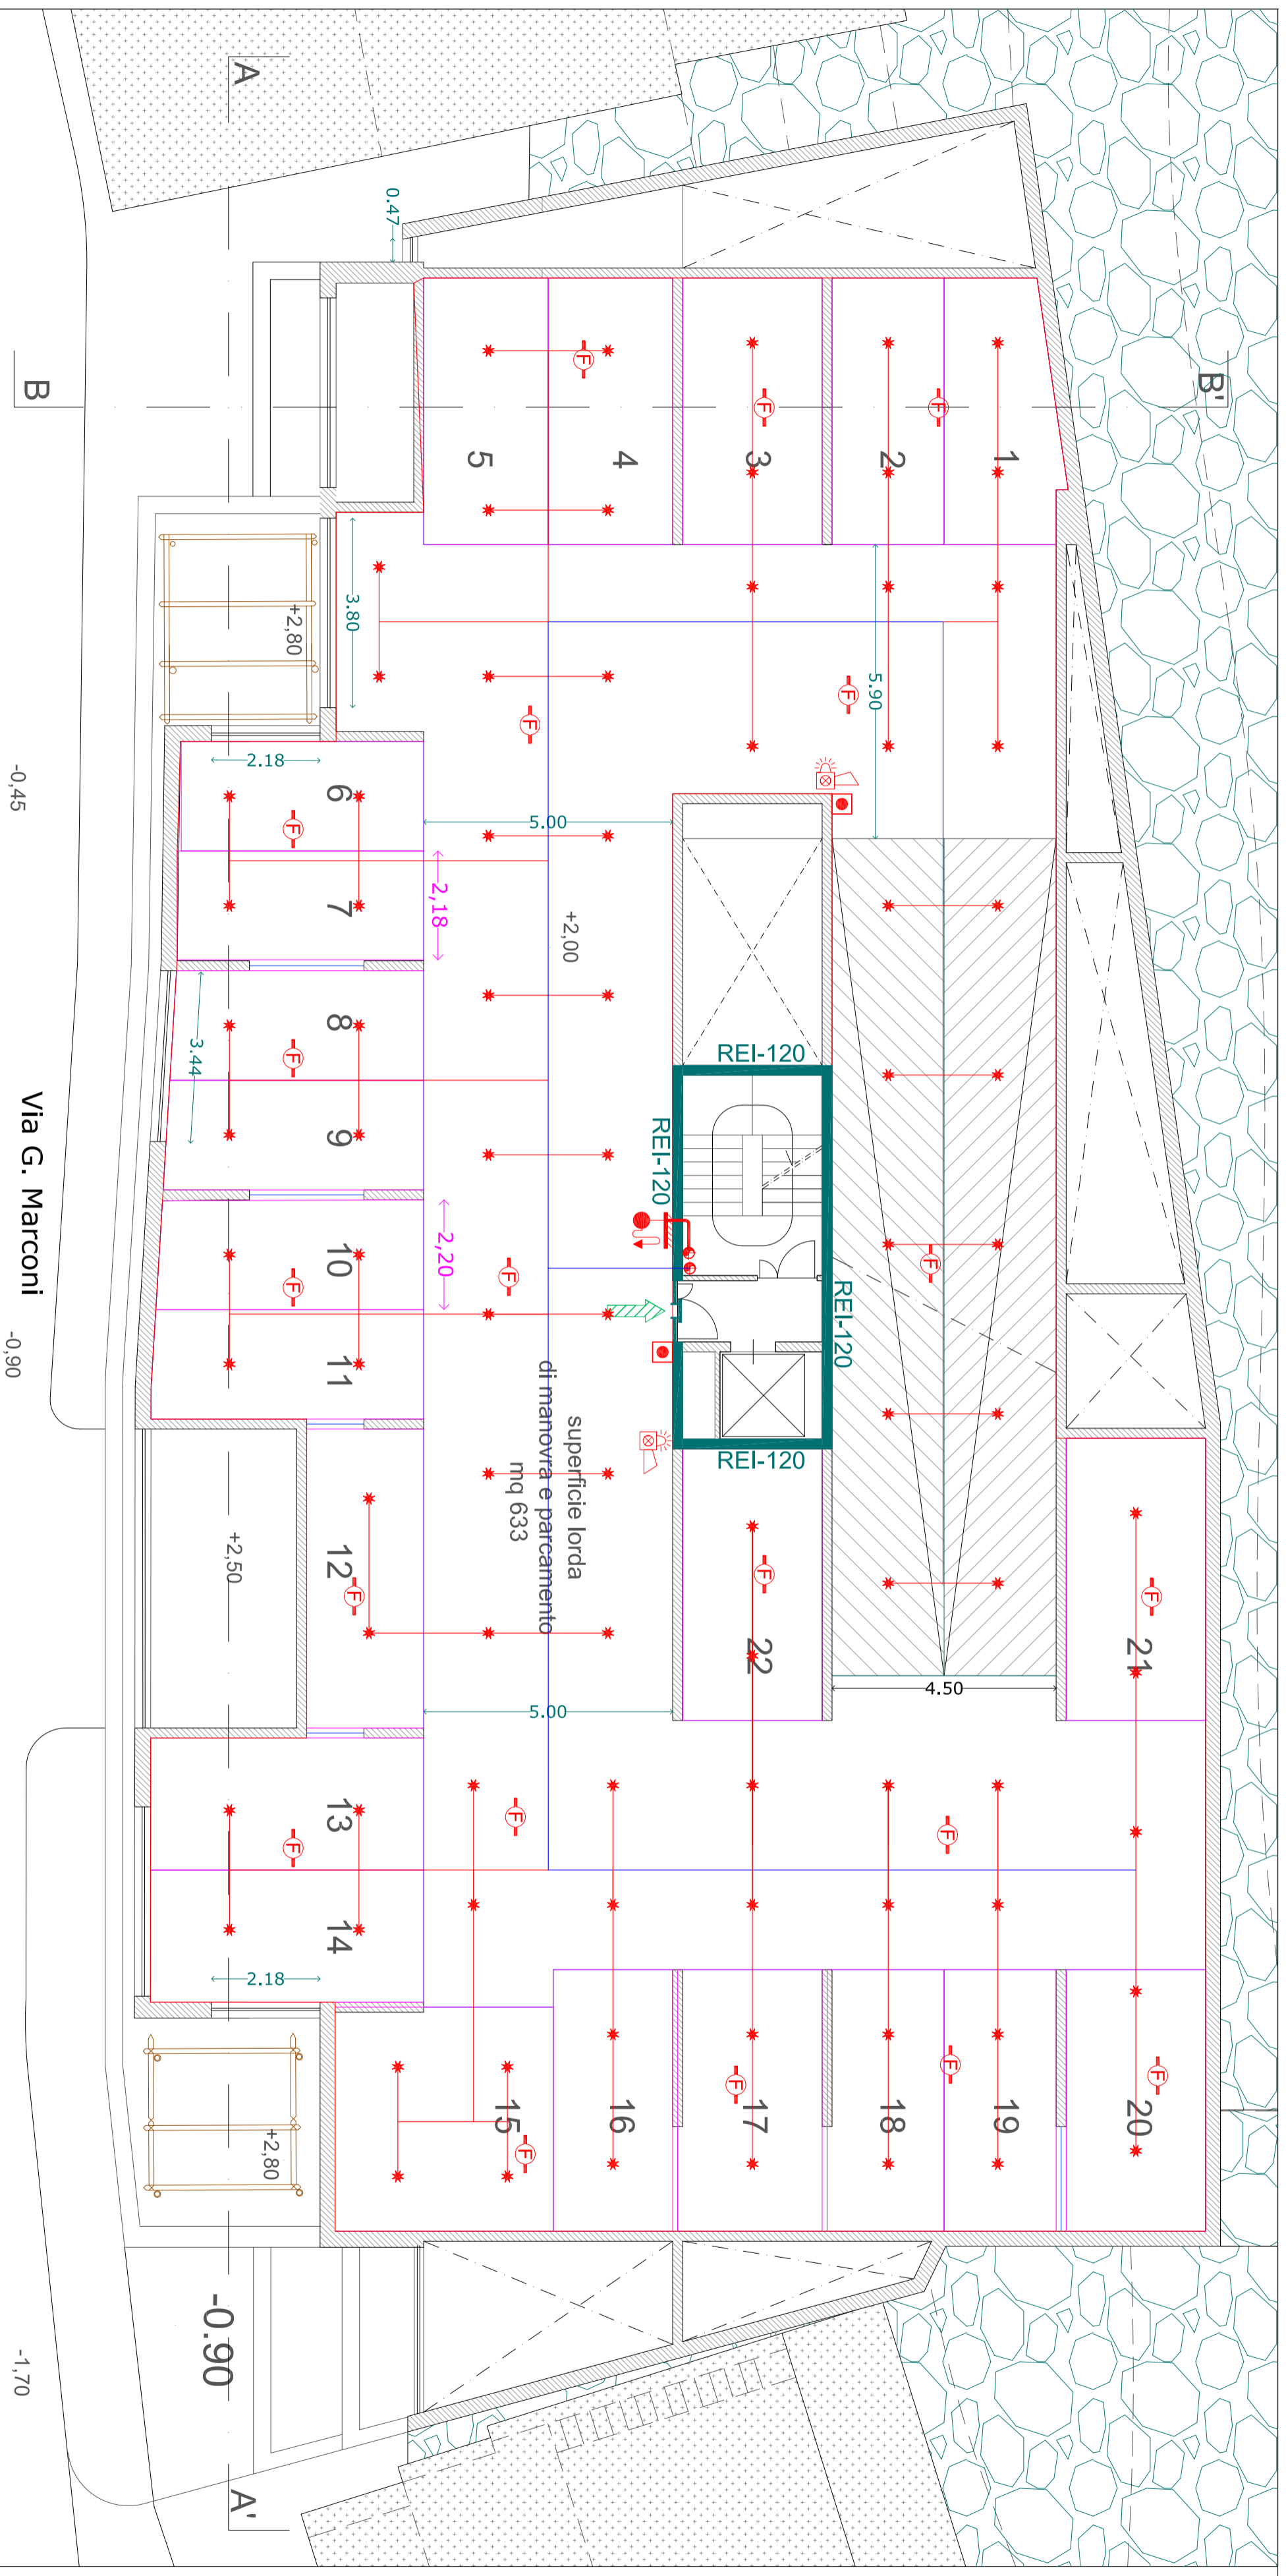 A
B
B'
0.47
5
4
3
2
1
3.80
+2,80
5.90
F
F
F
F
F
-0,45
2.18
6
7
F
2,18
5.00
+2,00
8
9
F
3.44
REI-120
REI-120
REI-120
REI-120
Via G. Marconi
-0,90
10
11
F
2,20
F
F
superficie lorda
di manovra e parcamento
mq 633
+2,50
12
F
22
F
21
F
5.00
4.50
13
14
F
F
F
2.18
15
F
16
17
F
18
19
F
20
F
+2,80
-0.90
-1,70
A'